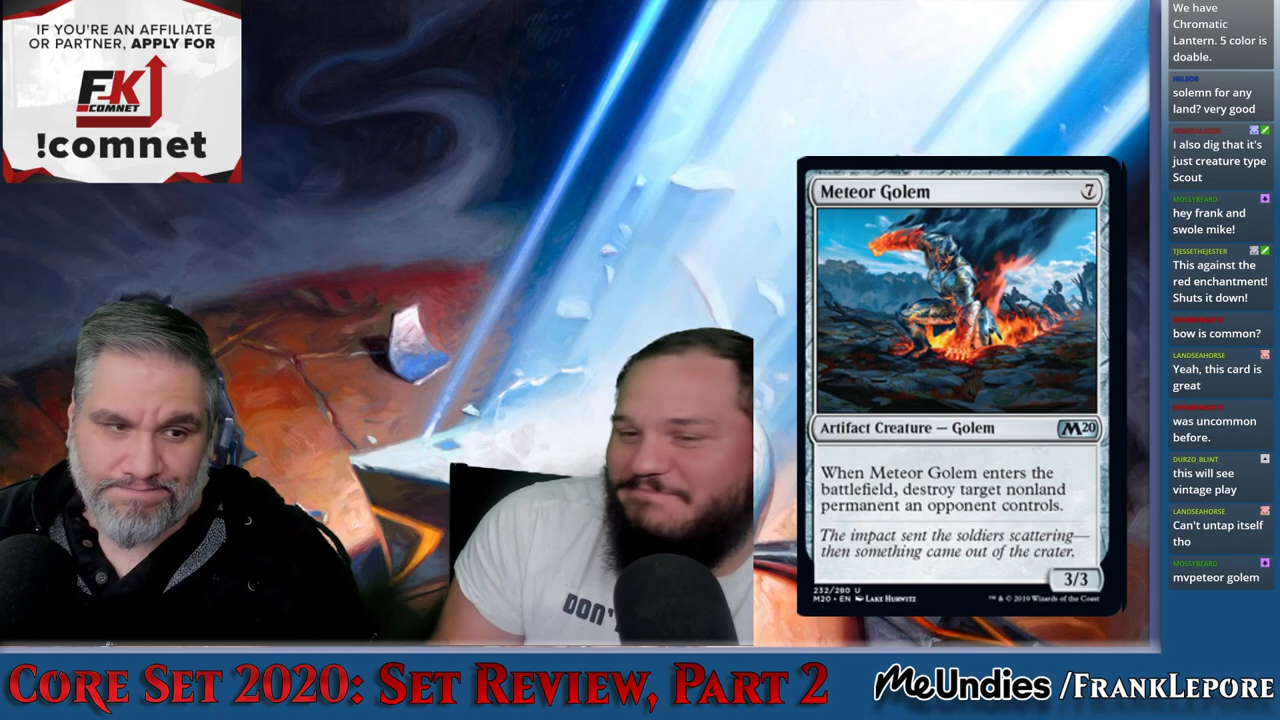 IF YOU'RE AN AFFILIATE
OR PARTNER, APPLY FOR
FK
COMNET
!comnet
Meteor Golem
7
Artifact Creature — Golem
M20
When Meteor Golem enters the
battlefield, destroy target nonland
permanent an opponent controls.
The impact sent the soldiers scattering—
then something came out of the crater.
3/3
232/280 U
M20 • EN LAKE HURWITZ
™ & © 2019 Wizards of the Coast
DON'
We have
Chromatic
Lantern. 5 color is
doable.
HELEOR
solemn for any
land? very good
I also dig that it's
just creature type
Scout
MOSSYBEARD
hey frank and
swole mike!
TJESSETHEJESTER
This against the
red enchantment!
Shuts it down!
bow is common?
LANDSEAHORSE
Yeah, this card is
great
was uncommon
before.
DURZO_BLINT_
this will see
vintage play
LANDSEAHORSE
Can't untap itself
tho
MOSSYBEARD
mvpeteor golem
CORE SET 2020: SET REVIEW, PART 2
MeUndies /FRANKLEPORE